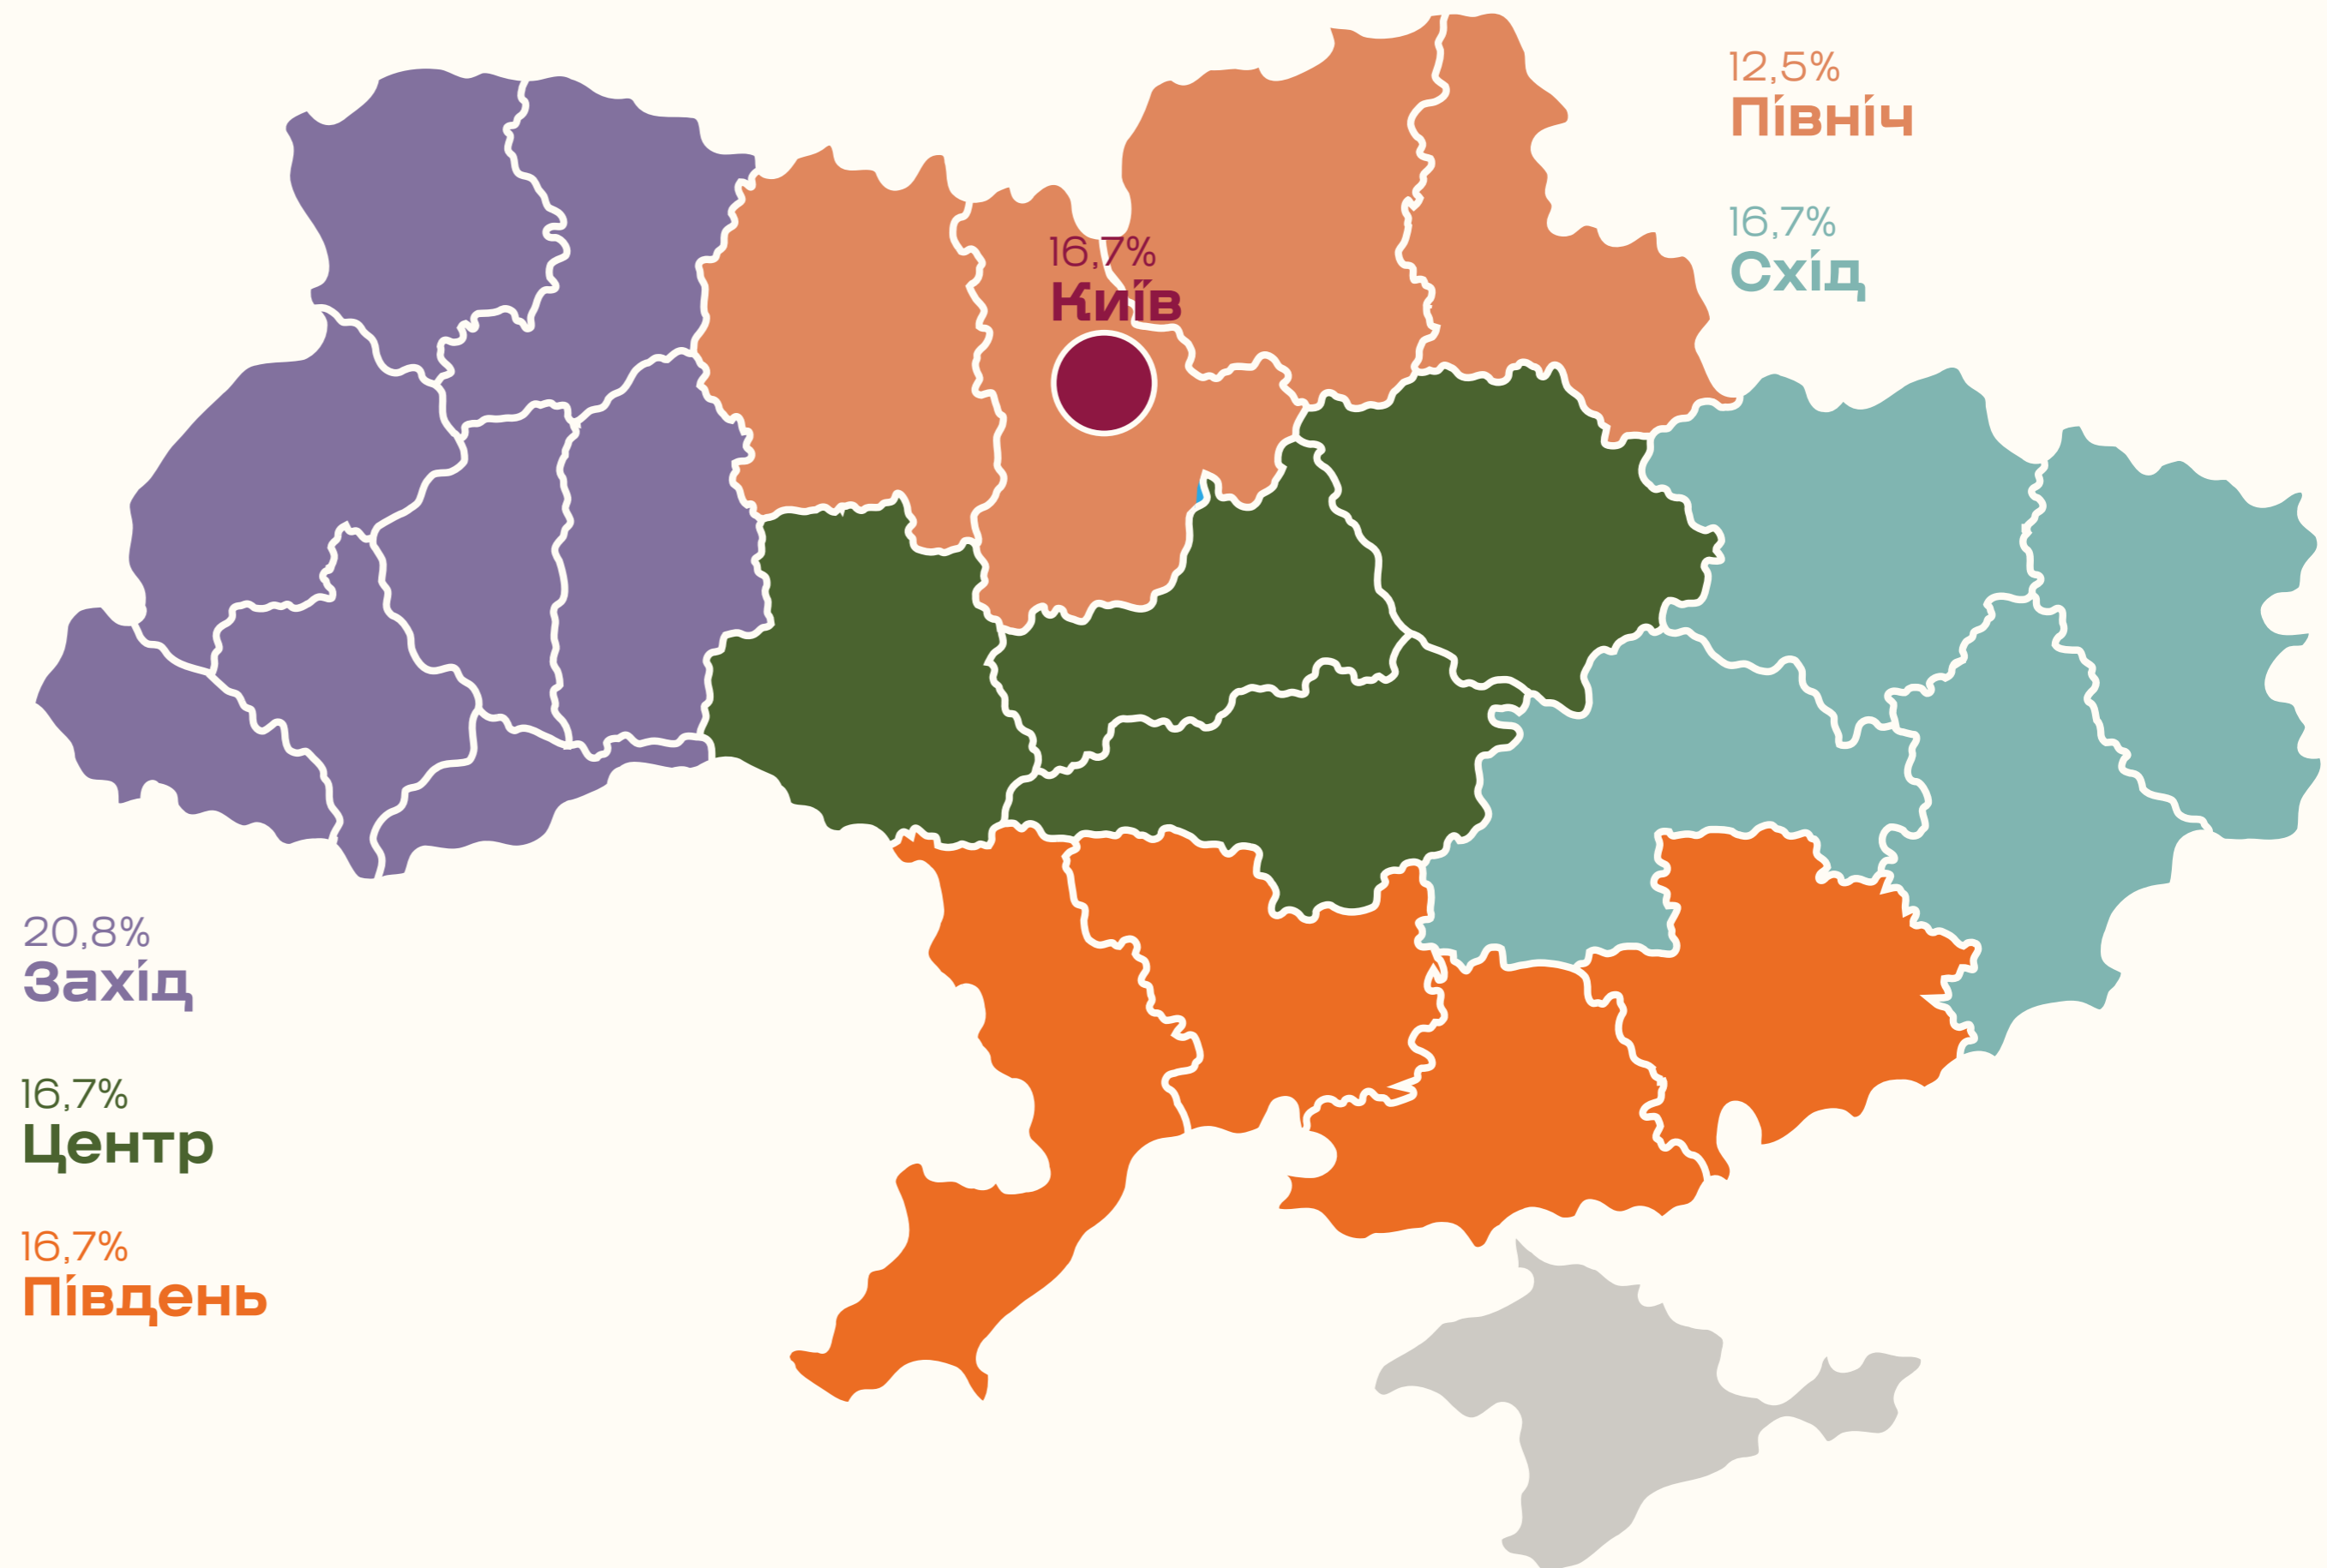 12,5%
Північ
16,7%
Схід
16,7%
Київ
20,8%
Захід
16,7%
Центр
16,7%
Південь